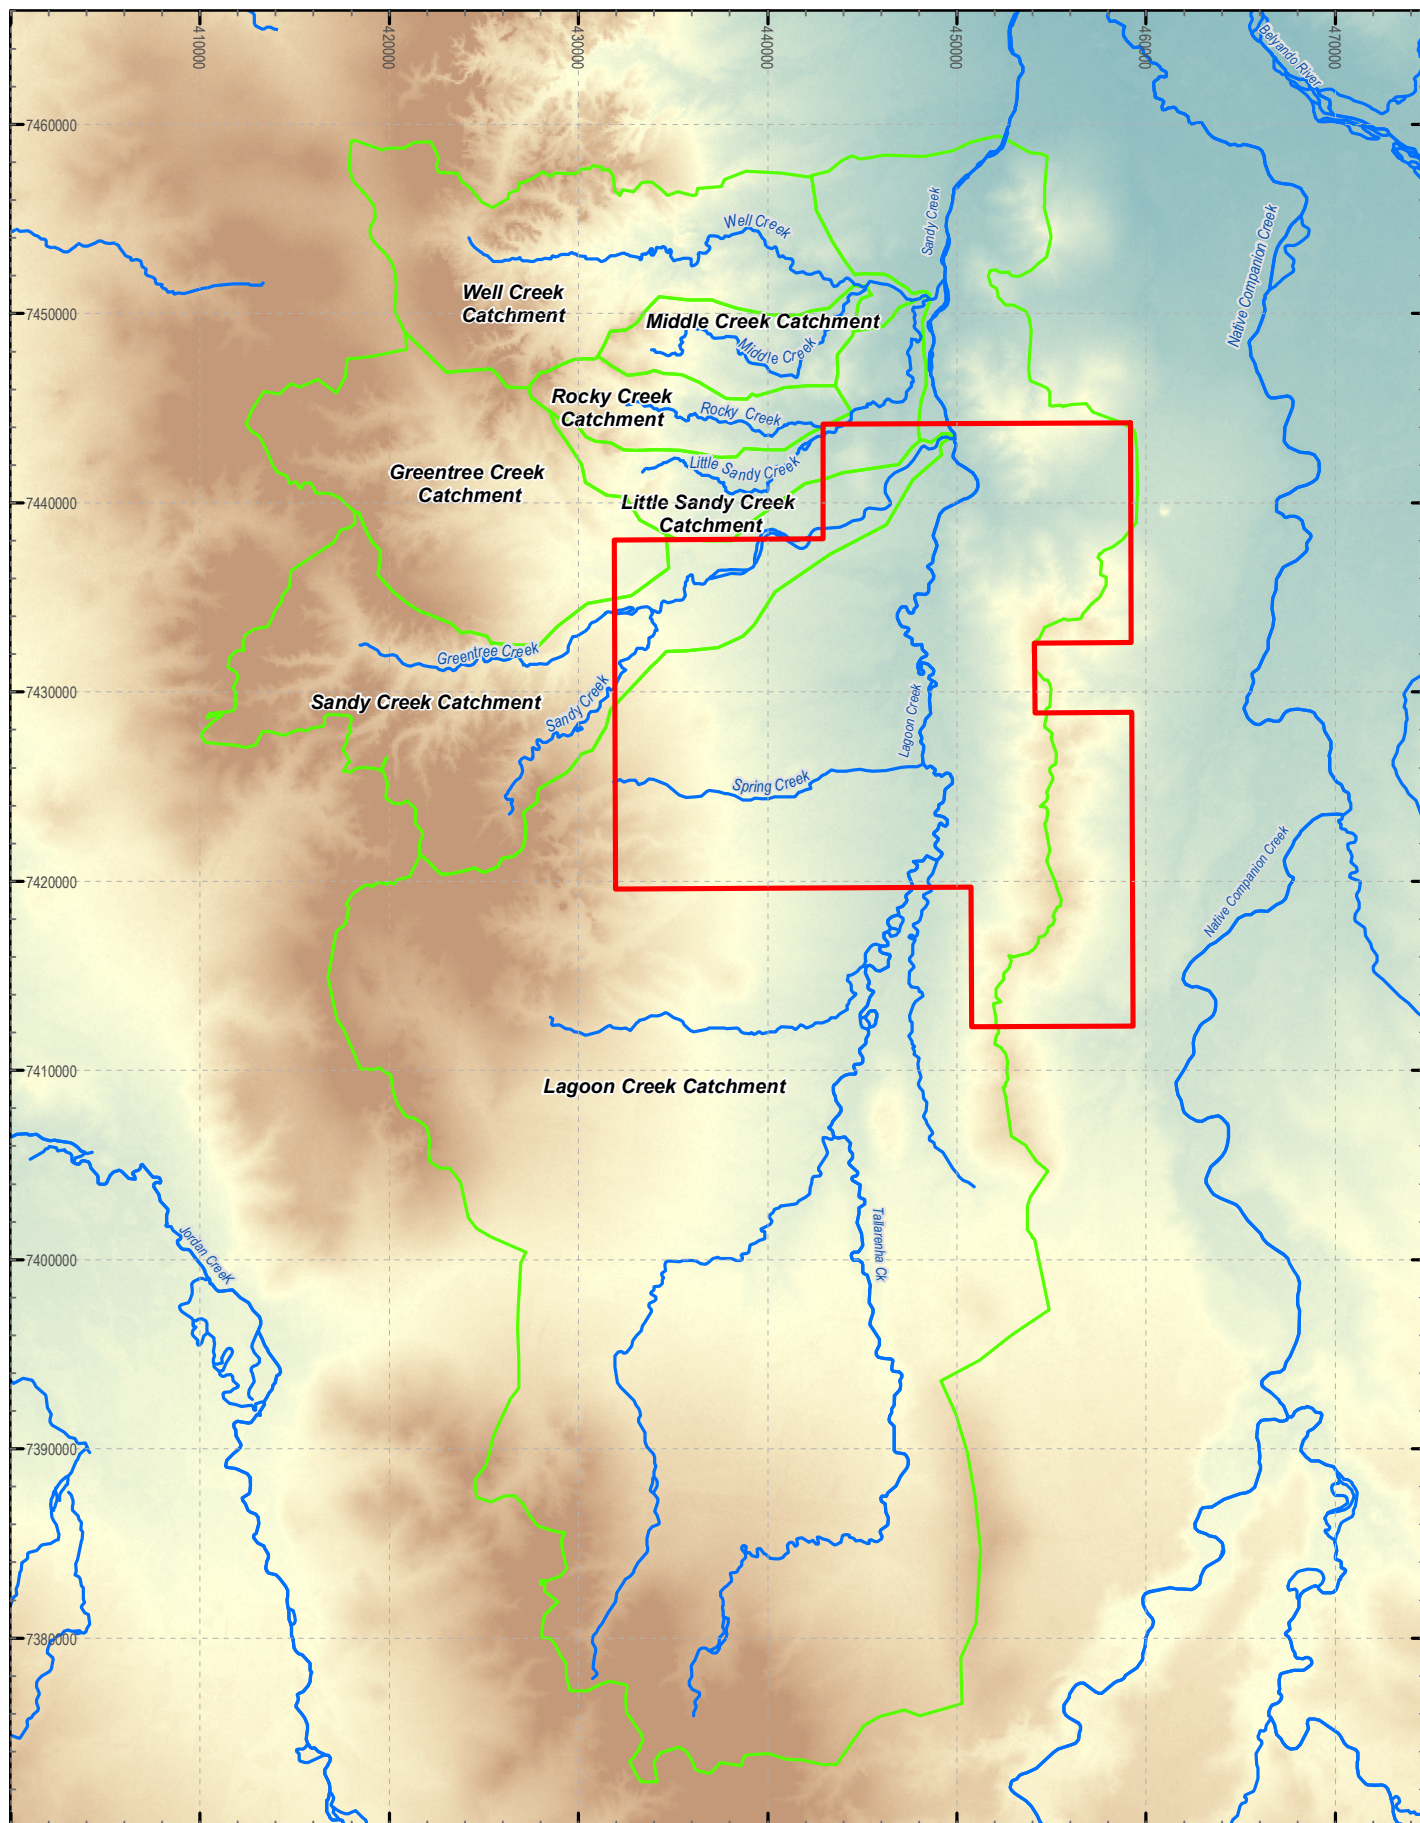 410000
420000
430000
440000
450000
460000
470000
Belyando River
7460000
Sandy Creek
Well Creek
Native Companion Creek
Well Creek
Catchment
7450000
Middle Creek Catchment
Middle Creek
Rocky Creek
Catchment
Rocky Creek
Greentree Creek
Catchment
Little Sandy Creek
7440000
Little Sandy Creek
Catchment
Greentree Creek
7430000
Sandy Creek Catchment
Sandy Creek
Lagoon Creek
Spring Creek
7420000
Native Companion Creek
7410000
Lagoon Creek Catchment
Jordan Creek
Tallarenha Ck
7400000
7390000
7380000